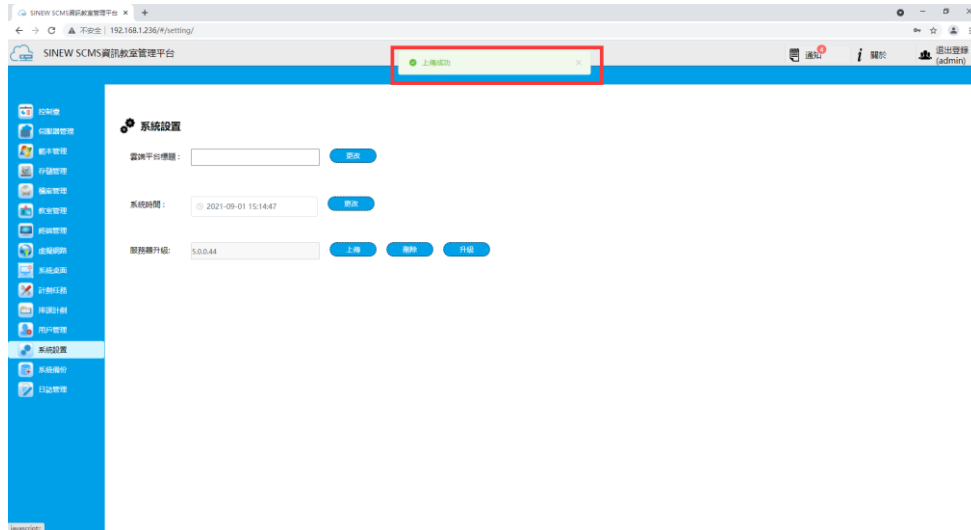 SINEW SCMS資訊教室管理平台
不安全 | 192.168.1.236/#/setting/
SINEW SCMS資訊教室管理平台
上傳成功
通知 4
關於
退出登錄
(admin)
控制臺
伺服器管理
範本管理
存儲管理
檔案管理
教室管理
終端管理
虛擬網路
系統桌面
計劃任務
排課計劃
用戶管理
系統設置
系統備份
日誌管理
系統設置
雲端平台標題：
更改
系統時間：
2021-09-01 15:14:47
更改
服務器升級:
5.0.0.44
上傳 刪除 升級